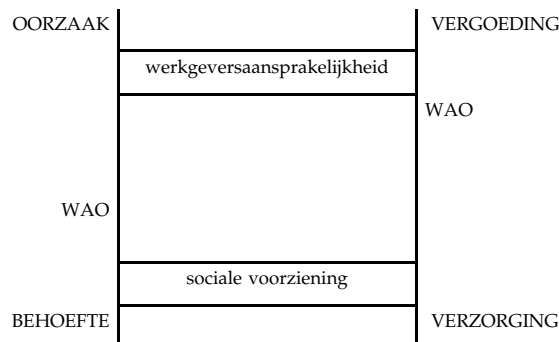 OORZAAK
VERGOEDING
werkgeversaansprakelijkheid
WAO
WAO
sociale voorziening
BEHOEFTE
VERZORGING